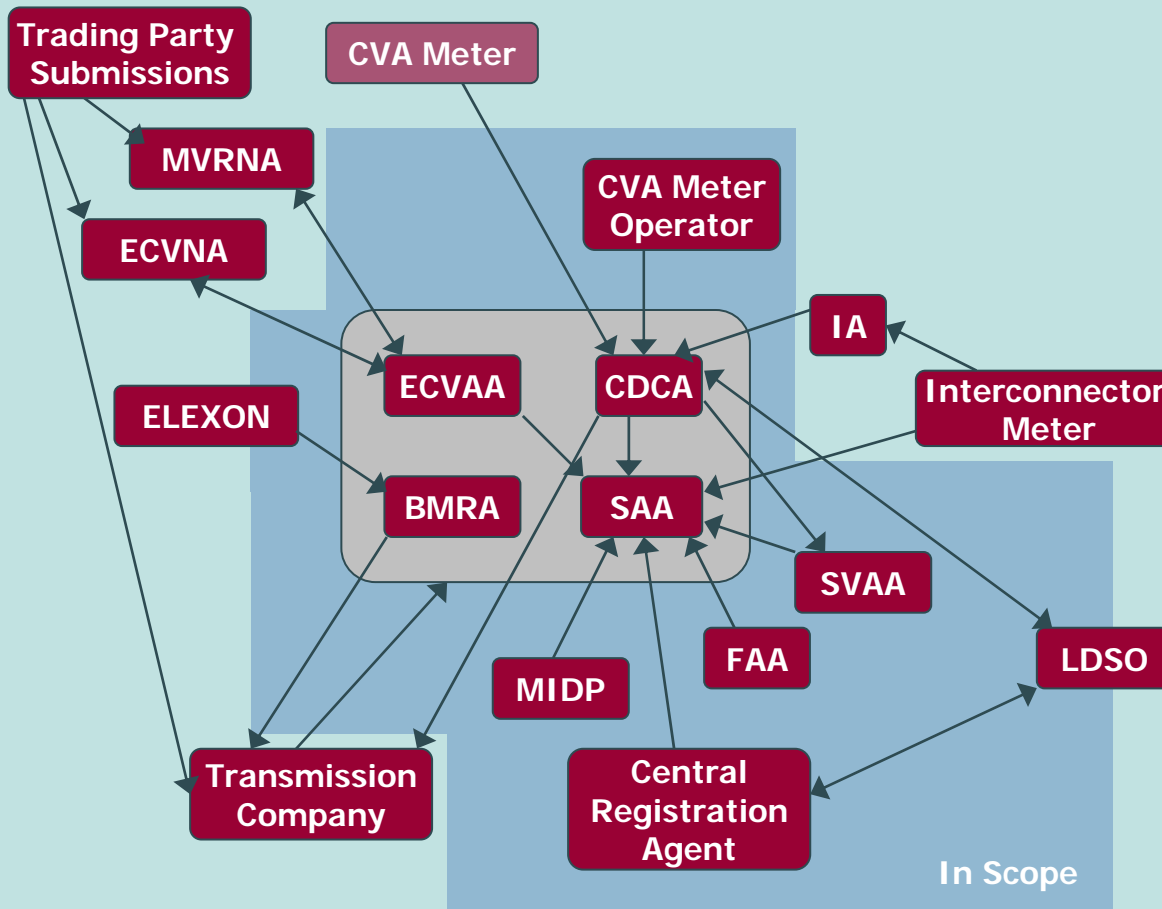 Trading Party
Submissions
CVA Meter
MVRNA
CVA Meter
Operator
ECVNA
IA
ECVAA
CDCA
Interconnector
Meter
ELEXON
BMRA
SAA
SVAA
FAA
LDSO
MIDP
Transmission
Company
Central
Registration
Agent
In Scope